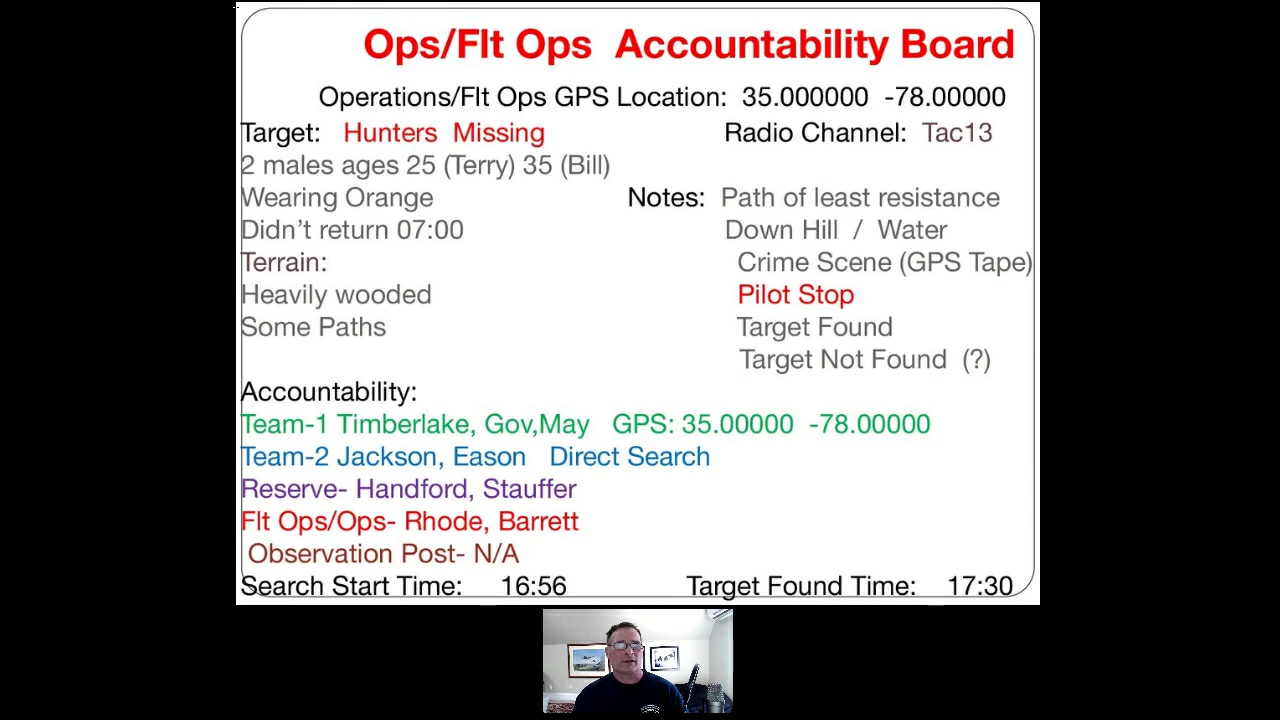 Ops/Flt Ops Accountability Board
Operations/Flt Ops GPS Location: 35.000000 -78.00000
Target: Hunters Missing Radio Channel: Tac13
2 males ages 25 (Terry) 35 (Bill)
Wearing Orange Notes: Path of least resistance
Didn’t return 07:00 Down Hill / Water
Terrain: Crime Scene (GPS Tape)
Heavily wooded Pilot Stop
Some Paths Target Found
Target Not Found (?)
Accountability:
Team-1 Timberlake, Gov,May GPS: 35.00000 -78.00000
Team-2 Jackson, Eason Direct Search
Reserve- Handford, Stauffer
Flt Ops/Ops- Rhode, Barrett
Observation Post- N/A
Search Start Time: 16:56 Target Found Time: 17:30